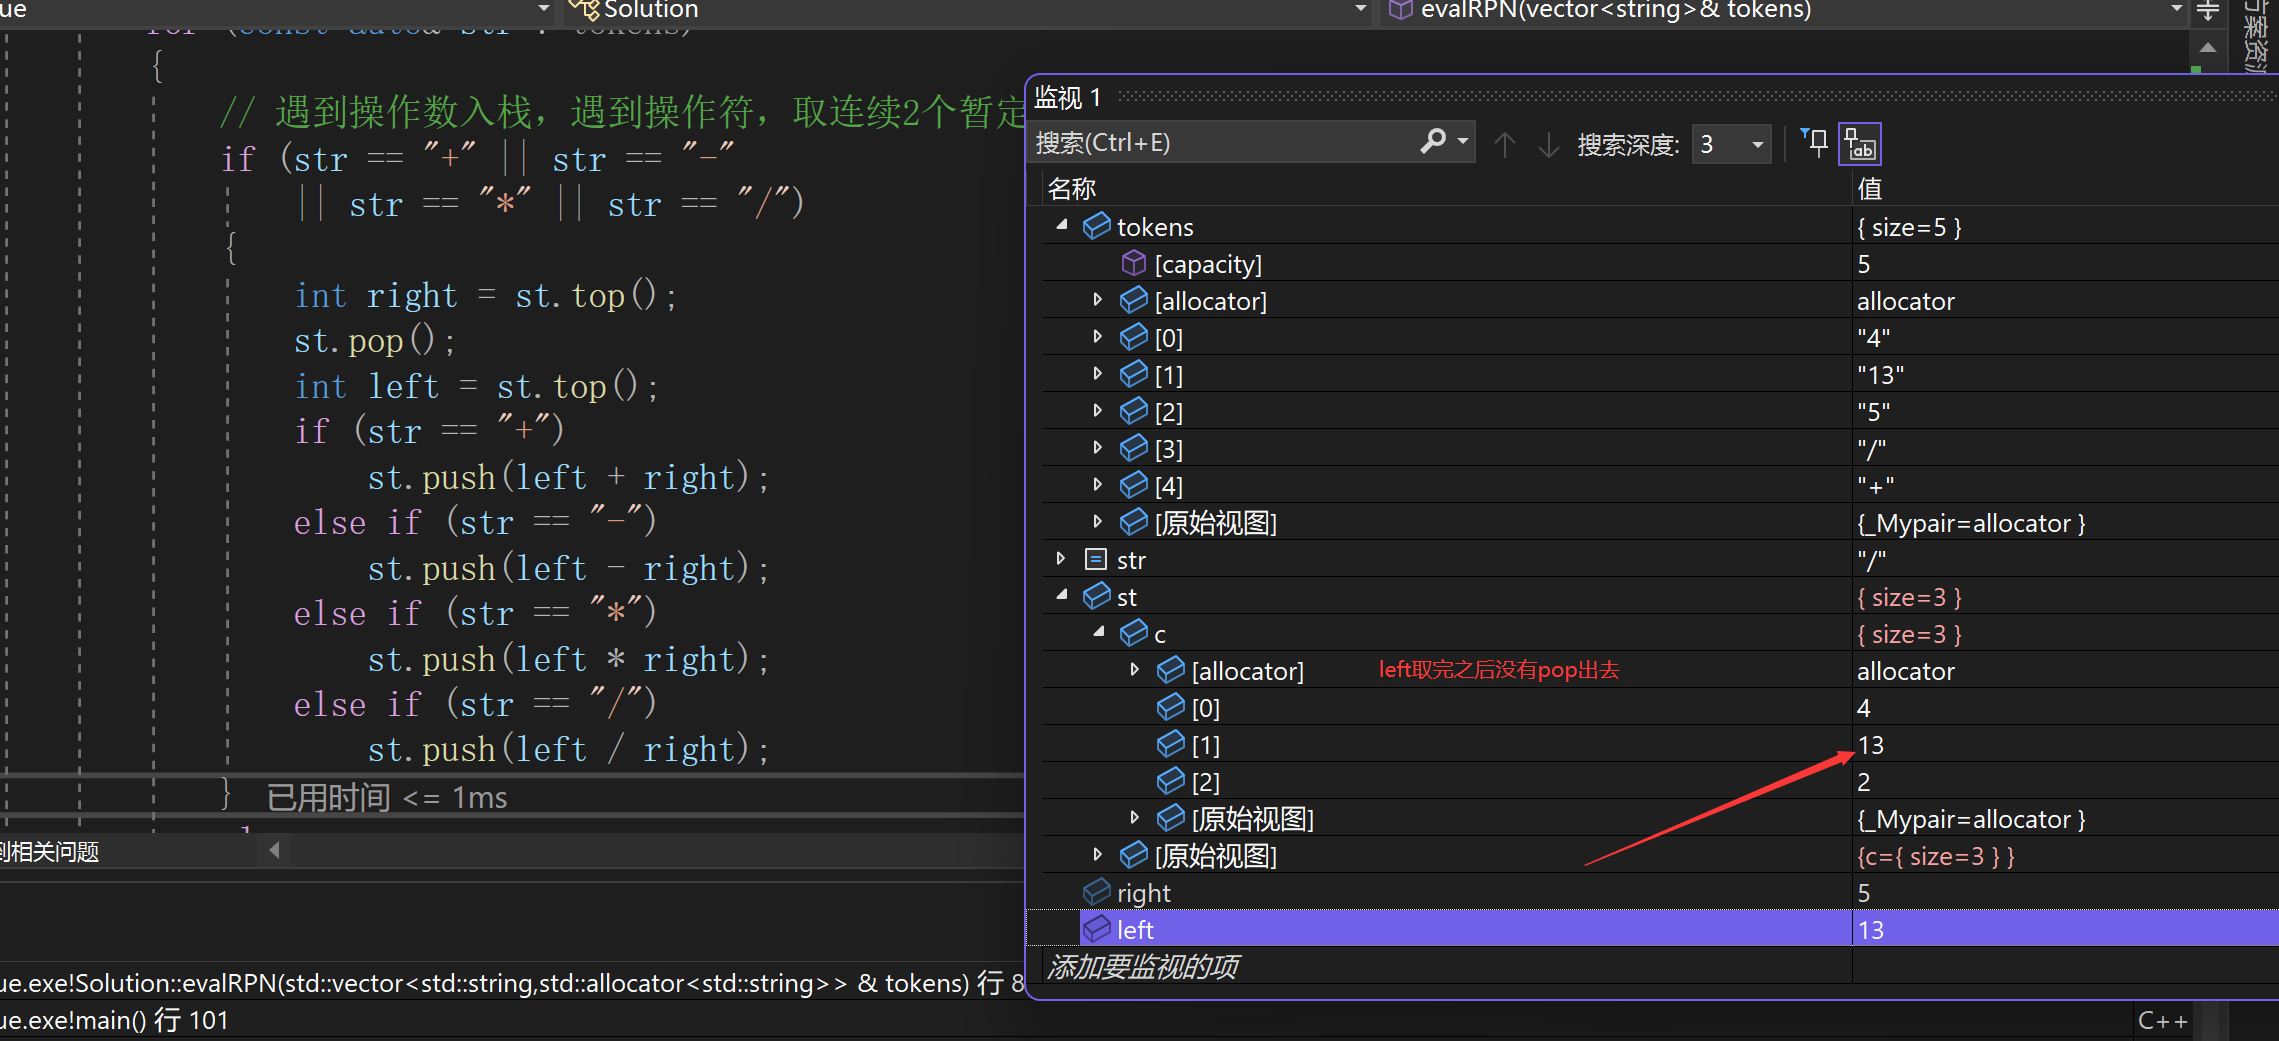 ue
Solution
evalRPN(vector<string>& tokens)
for (const auto& str : tokens)
{
// 遇到操作数入栈，遇到操作符，取连续2个暂定
if (str == "+" || str == "-"
|| str == "*" || str == "/")
{
int right = st.top();
st.pop();
int left = st.top();
if (str == "+")
st.push(left + right);
else if (str == "-")
st.push(left - right);
else if (str == "*")
st.push(left * right);
else if (str == "/")
st.push(left / right);
} 已用时间 <= 1ms
到相关问题
ue.exe!Solution::evalRPN(std::vector<std::string,std::allocator<std::string>> & tokens) 行 8
ue.exe!main() 行 101
C++
监视 1
搜索(Ctrl+E)
搜索深度: 3
名称 值
tokens { size=5 }
[capacity] 5
[allocator] allocator
[0] "4"
[1] "13"
[2] "5"
[3] "/"
[4] "+"
[原始视图] {_Mypair=allocator }
str "/"
st { size=3 }
c { size=3 }
[allocator] left取完之后没有pop出去 allocator
[0] 4
[1] 13
[2] 2
[原始视图] {_Mypair=allocator }
[原始视图] {c={ size=3 } }
right 5
left 13
添加要监视的项